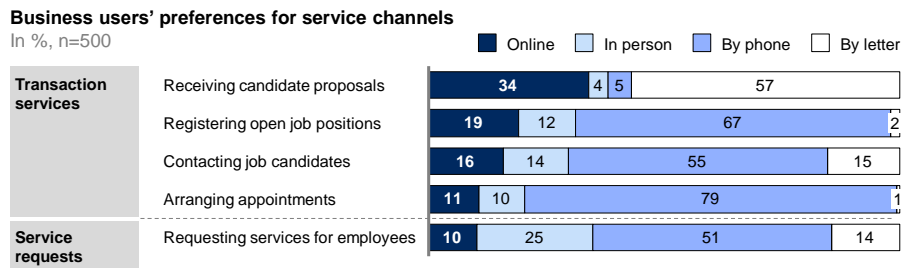 Business users’ preferences for service channels
In %, n=500
Online In person By phone By letter
Transaction services
Receiving candidate proposals 34 4 5 57
Registering open job positions 19 12 67 2
Contacting job candidates 16 14 55 15
Arranging appointments 11 10 79 1
Service requests
Requesting services for employees 10 25 51 14